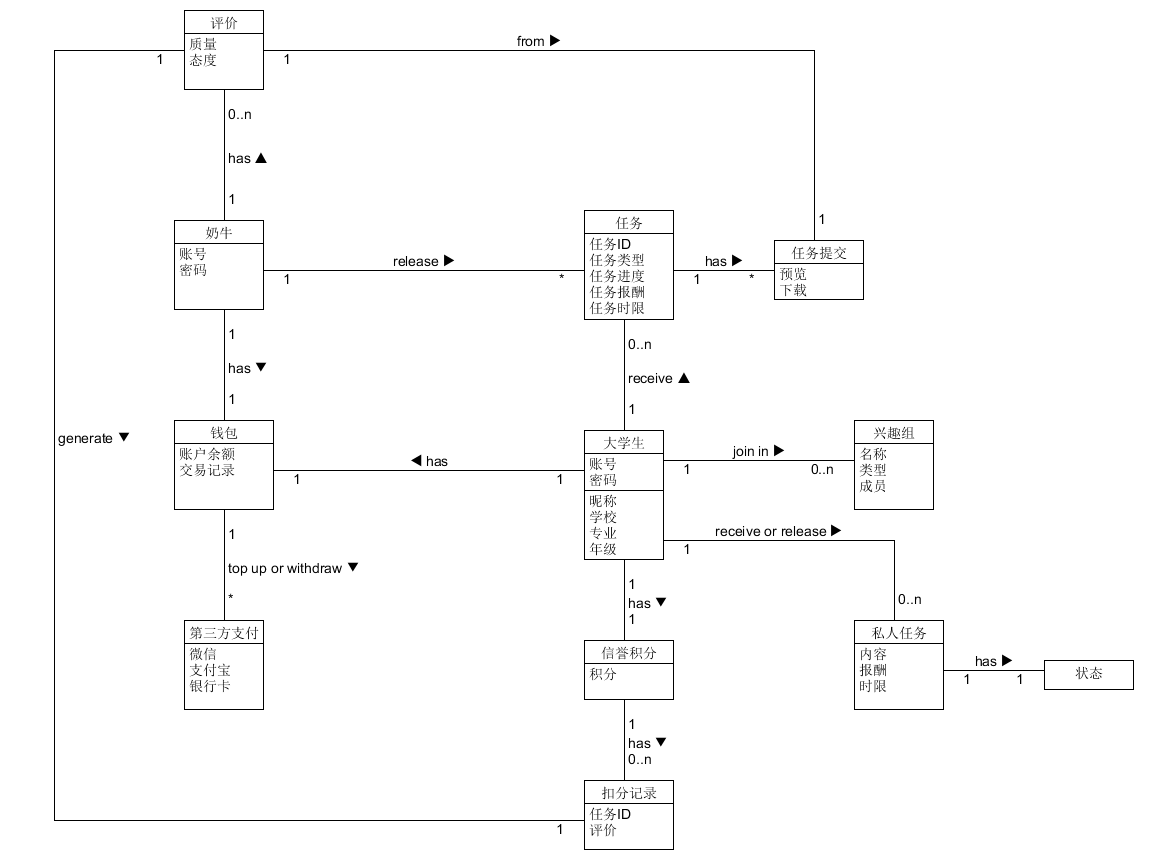 评价
质量
态度
1
1
from ▶
0..n
has ▲
1
奶牛
账号
密码
1
release ▶
*
任务
任务ID
任务类型
任务进度
任务报酬
任务时限
1
has ▶
*
1
任务提交
预览
下载
1
has ▼
1
0..n
receive ▲
1
generate ▼
钱包
账户余额
交易记录
1
◀ has
1
大学生
账号
密码
昵称
学校
专业
年级
1
join in ▶
0..n
兴趣组
名称
类型
成员
receive or release ▶
1
0..n
1
top up or withdraw ▼
*
第三方支付
微信
支付宝
银行卡
1
has ▼
1
信誉积分
积分
私人任务
内容
报酬
时限
has ▶
1
1
状态
1
has ▼
0..n
扣分记录
任务ID
评价
1